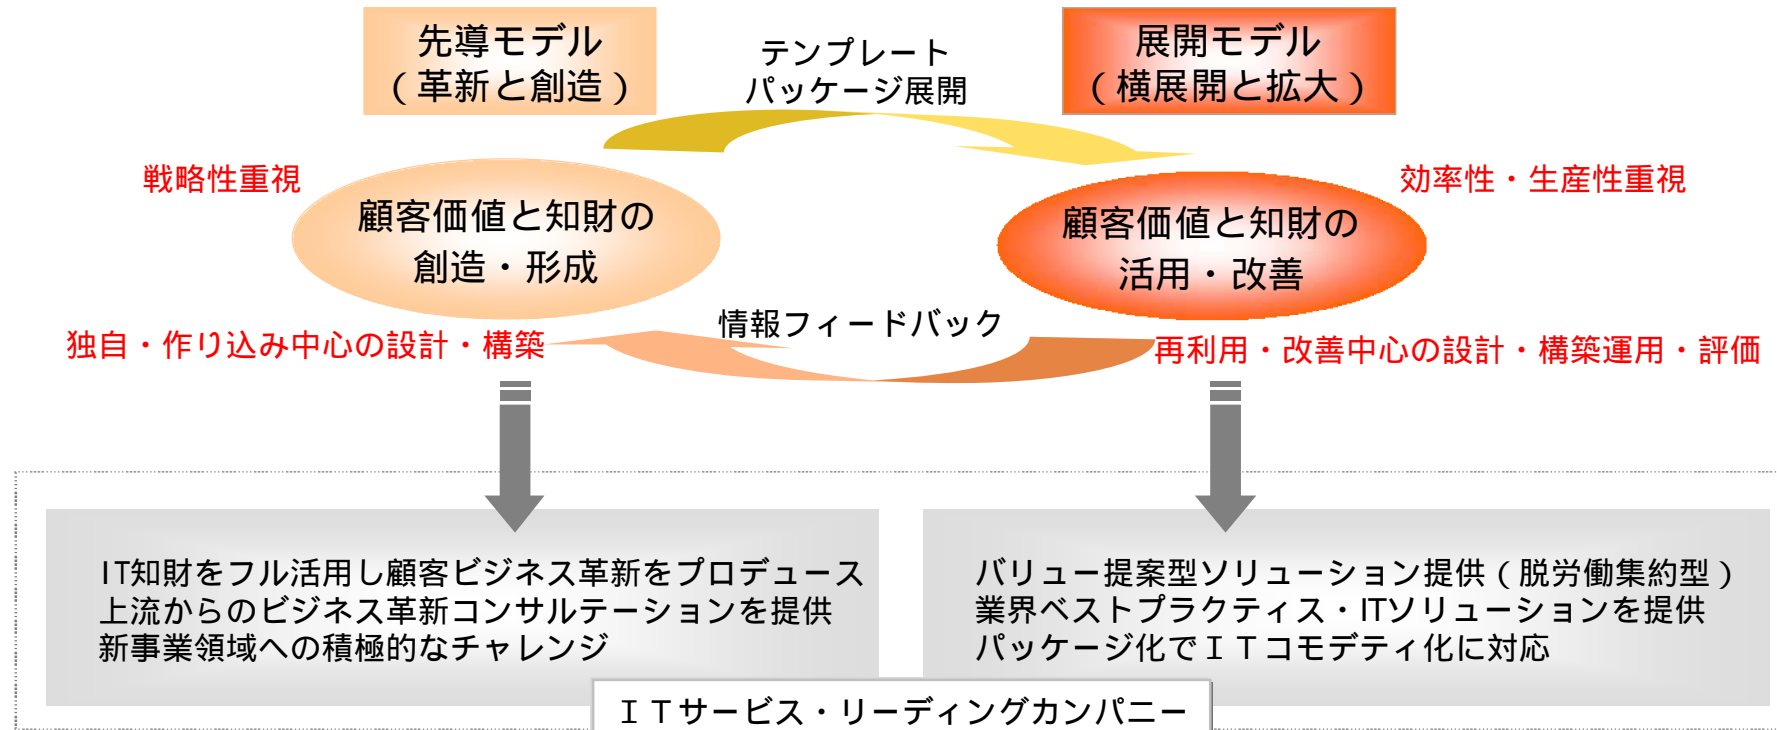 先導モデル
（革新と創造）
テンプレート
パッケージ展開
展開モデル
（横展開と拡大）
戦略性重視
効率性・生産性重視
顧客価値と知財の
創造・形成
顧客価値と知財の
活用・改善
情報フィードバック
独自・作り込み中心の設計・構築
再利用・改善中心の設計・構築運用・評価
IT知財をフル活用し顧客ビジネス革新をプロデュース
上流からのビジネス革新コンサルテーションを提供
新事業領域への積極的なチャレンジ
バリュー提案型ソリューション提供（脱労働集約型）
業界ベストプラクティス・ITソリューションを提供
パッケージ化でＩＴコモデティ化に対応
ＩＴサービス・リーディングカンパニー